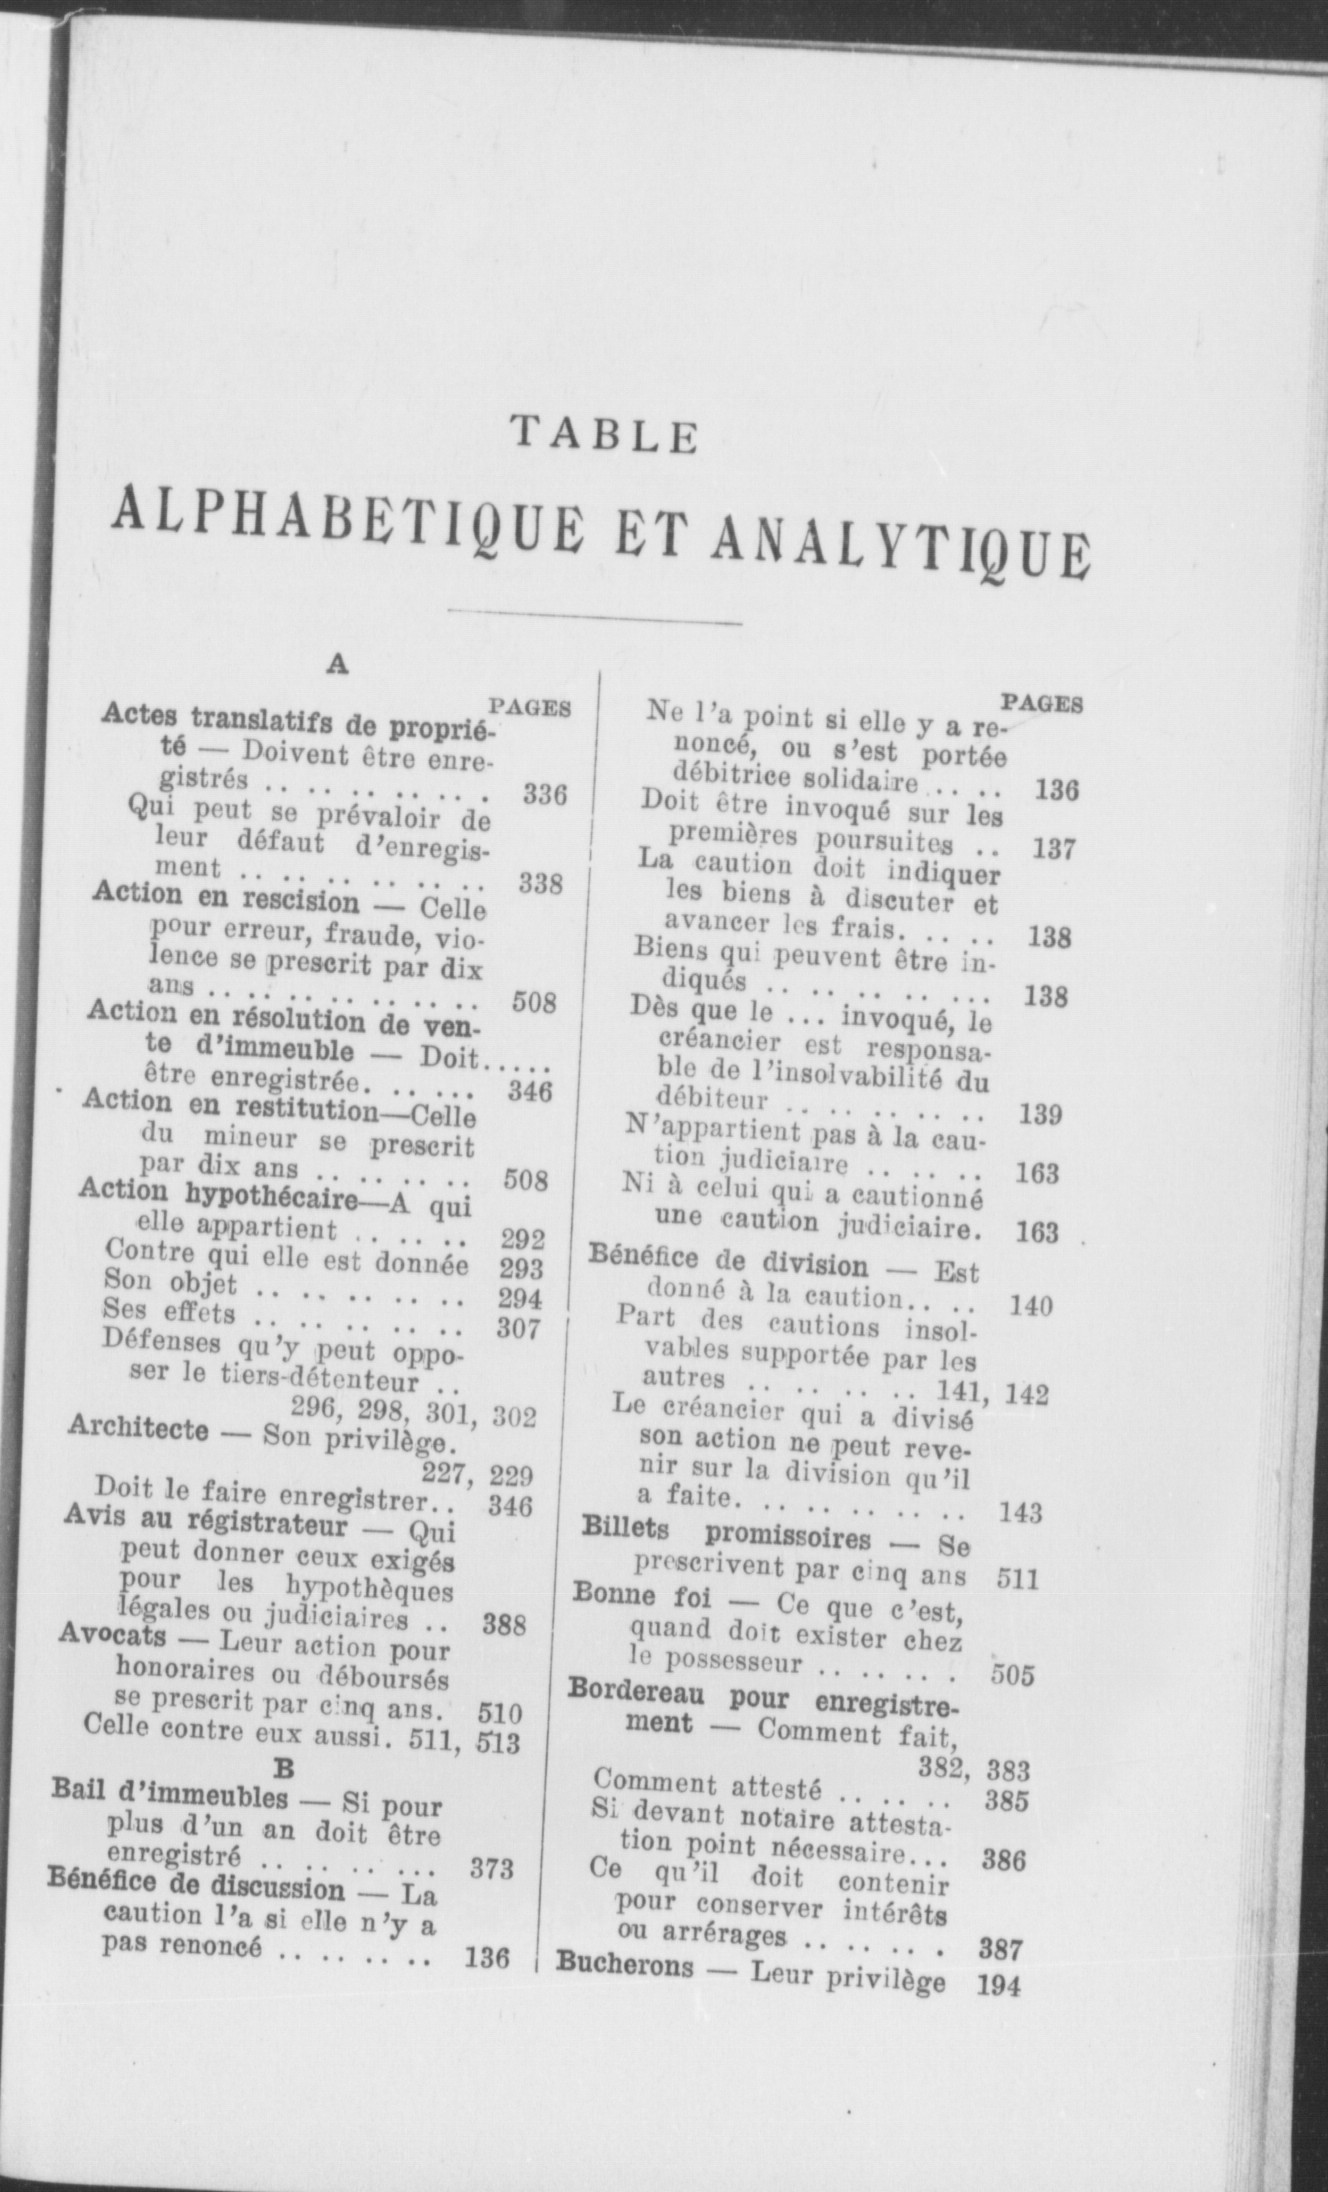 TABLE
ALPHABETIQUE ET ANALYTIQUE
A
PAGES
Actes translatifs de proprié-
té — Doivent être enre-
gistrés .. .. .. .. .. . 336
Qui peut se prévaloir de
leur défaut d'enregis-
ment .. .. .. .. .. .. 338
Action en rescision — Celle
pour erreur, fraude, vio-
lence se prescrit par dix
ans .. .. .. .. .. .. .. 508
Action en résolution de ven-
te d'immeuble — Doit.....
être enregistrée. .. ... 346
Action en restitution—Celle
du mineur se prescrit
par dix ans .. .. .. .. 508
Action hypothécaire—A qui
elle appartient .. .. .. 292
Contre qui elle est donnée 293
Son objet .. .. .. .. .. 294
Ses effets .. .. .. .. .. 307
Défenses qu'y peut oppo-
ser le tiers-détenteur ..
296, 298, 301, 302
Architecte — Son privilège.
227, 229
Doit le faire enregistrer.. 346
Avis au régistrateur — Qui
peut donner ceux exigés
pour les hypothèques
légales ou judiciaires .. 388
Avocats — Leur action pour
honoraires ou déboursés
se prescrit par cinq ans. 510
Celle contre eux aussi. 511, 513
B
Bail d'immeubles — Si pour
plus d'un an doit être
enregistré .. .. .. ... 373
Bénéfice de discussion — La
caution l'a si elle n'y a
pas renoncé .. .. .. .. 136
PAGES
Ne l'a point si elle y a re-
noncé, ou s'est portée
débitrice solidaire .. .. 136
Doit être invoqué sur les
premières poursuites .. 137
La caution doit indiquer
les biens à discuter et
avancer les frais. .. .. 138
Biens qui peuvent être in-
diqués .. .. .. .. ... 138
Dès que le ... invoqué, le
créancier est responsa-
ble de l'insolvabilité du
débiteur .. .. .. .. .. 139
N'appartient pas à la cau-
tion judiciaire .. .. .. 163
Ni à celui qui a cautionné
une caution judiciaire. 163
Bénéfice de division — Est
donné à la caution.. .. 140
Part des cautions insol-
vables supportée par les
autres .. .. .. .. 141, 142
Le créancier qui a divisé
son action ne peut reve-
nir sur la division qu'il
a faite. .. .. .. .. .. 143
Billets promissoires — Se
prescrivent par cinq ans 511
Bonne foi — Ce que c'est,
quand doit exister chez
le possesseur .. .. .. . 505
Bordereau pour enregistre-
ment — Comment fait,
382, 383
Comment attesté .. .. .. 385
Si devant notaire attesta-
tion point nécessaire... 386
Ce qu'il doit contenir
pour conserver intérêts
ou arrérages .. .. .. . 387
Bucherons — Leur privilège 194